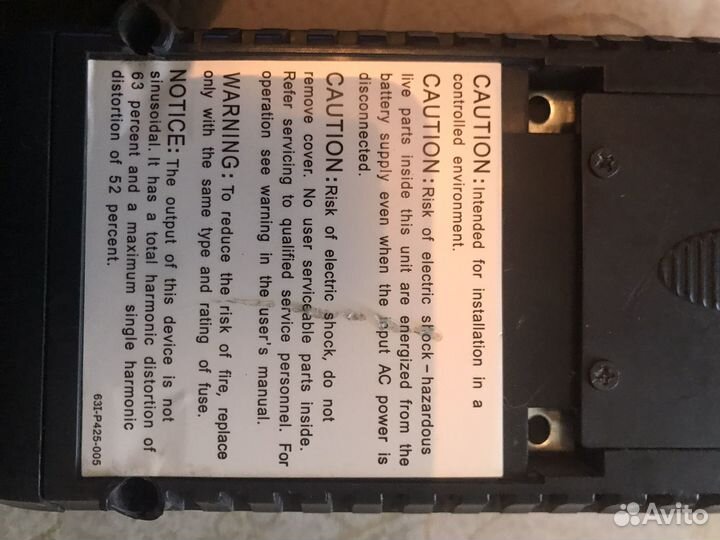 CAUTION: Intended for installation in a
controlled environment.
CAUTION: Risk of electric shock – hazardous
live parts inside this unit are energized from the
battery supply even when the input AC power is
disconnected.
CAUTION: Risk of electric shock, do not
remove cover. No user serviceable parts inside.
Refer servicing to qualified service personnel. For
operation see warning in the user's manual.
WARNING: To reduce the risk of fire, replace
only with the same type and rating of fuse.
NOTICE: The output of this device is not
sinusoidal. It has a total harmonic distortion of
63 percent and a maximum single harmonic
distortion of 52 percent.
63I-P425-005
Avito